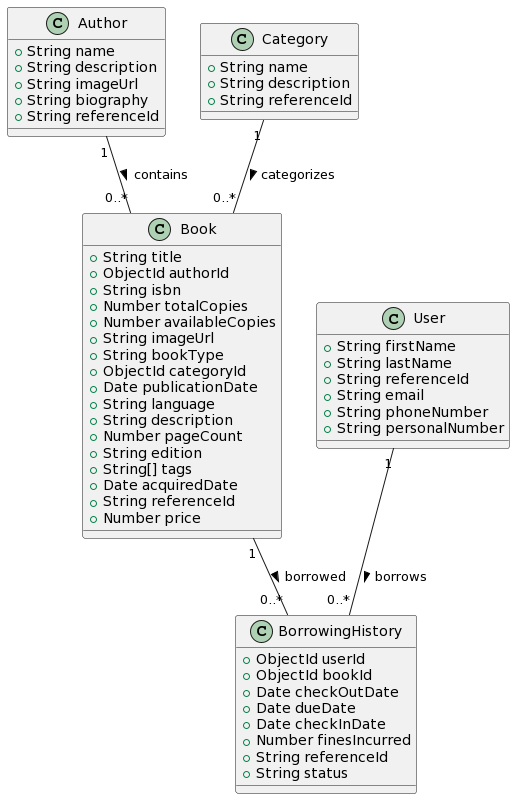 C Author
String name
String description
String imageUrl
String biography
String referenceId
C Category
String name
String description
String referenceId
1
contains
0..*
1
categorizes
0..*
C Book
String title
ObjectId authorId
String isbn
Number totalCopies
Number availableCopies
String imageUrl
String bookType
ObjectId categoryId
Date publicationDate
String language
String description
Number pageCount
String edition
String[] tags
Date acquiredDate
String referenceId
Number price
C User
String firstName
String lastName
String referenceId
String email
String phoneNumber
String personalNumber
1
borrowed
0..*
1
borrows
0..*
C BorrowingHistory
ObjectId userId
ObjectId bookId
Date checkOutDate
Date dueDate
Date checkInDate
Number finesIncurred
String referenceId
String status